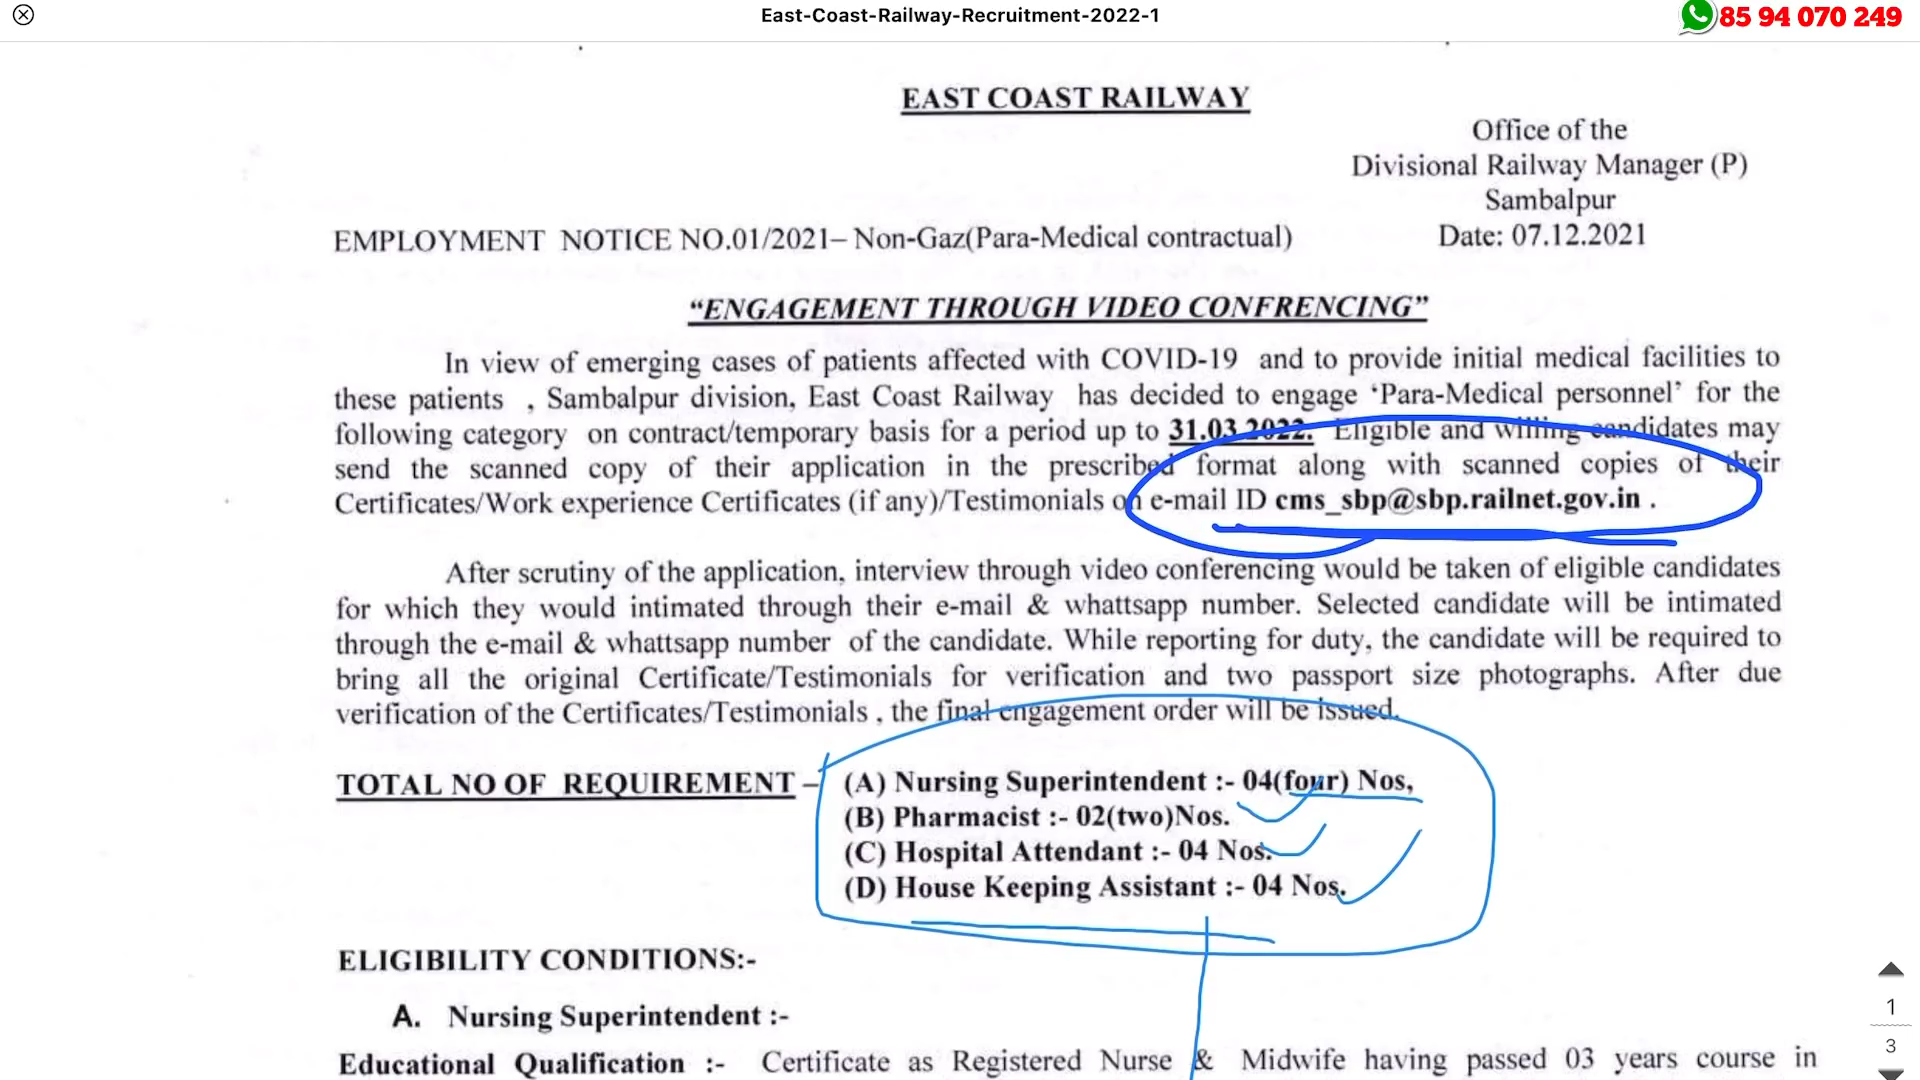 East-Coast-Railway-Recruitment-2022-1
85 94 070 249
EAST COAST RAILWAY
Office of the
Divisional Railway Manager (P)
Sambalpur
EMPLOYMENT NOTICE NO.01/2021– Non-Gaz(Para-Medical contractual) Date: 07.12.2021
“ENGAGEMENT THROUGH VIDEO CONFRENCING”
In view of emerging cases of patients affected with COVID-19 and to provide initial medical facilities to
these patients , Sambalpur division, East Coast Railway has decided to engage ‘Para-Medical personnel’ for the
following category on contract/temporary basis for a period up to 31.03.2022. Eligible and willing candidates may
send the scanned copy of their application in the prescribed format along with scanned copies of their
Certificates/Work experience Certificates (if any)/Testimonials on e-mail ID cms_sbp@sbp.railnet.gov.in .
After scrutiny of the application, interview through video conferencing would be taken of eligible candidates
for which they would intimated through their e-mail & whattsapp number. Selected candidate will be intimated
through the e-mail & whattsapp number of the candidate. While reporting for duty, the candidate will be required to
bring all the original Certificate/Testimonials for verification and two passport size photographs. After due
verification of the Certificates/Testimonials , the final engagement order will be issued.
TOTAL NO OF REQUIREMENT – (A) Nursing Superintendent :- 04(four) Nos,
(B) Pharmacist :- 02(two)Nos.
(C) Hospital Attendant :- 04 Nos.
(D) House Keeping Assistant :- 04 Nos.
ELIGIBILITY CONDITIONS:-
A. Nursing Superintendent :-
Educational Qualification :- Certificate as Registered Nurse & Midwife having passed 03 years course in
1
3